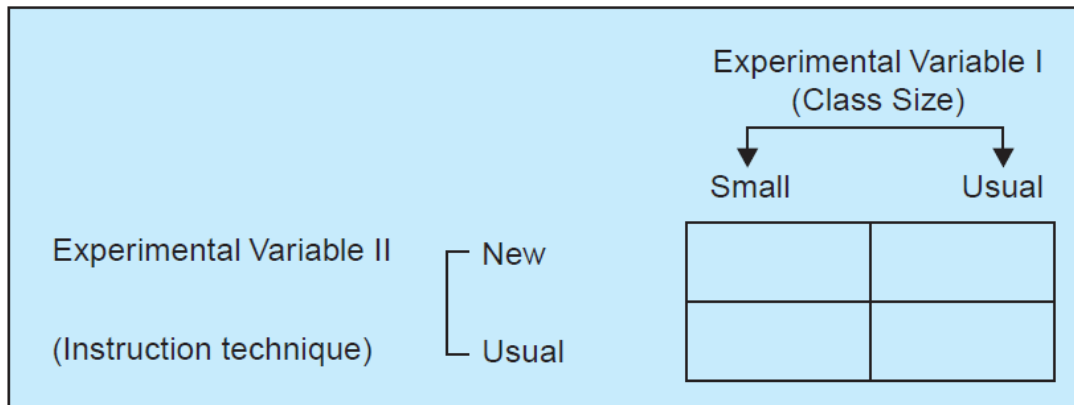 Experimental Variable I
(Class Size)
Small Usual
Experimental Variable II New
(Instruction technique) Usual